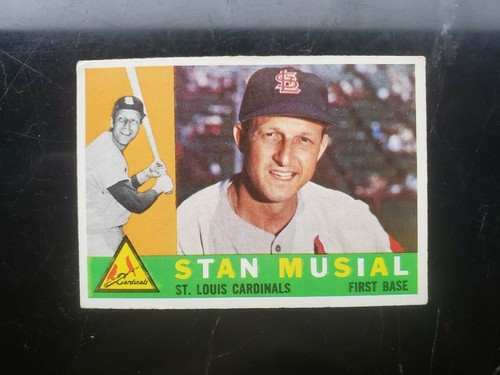 STL
Cardinals
STAN MUSIAL
ST. LOUIS CARDINALS FIRST BASE